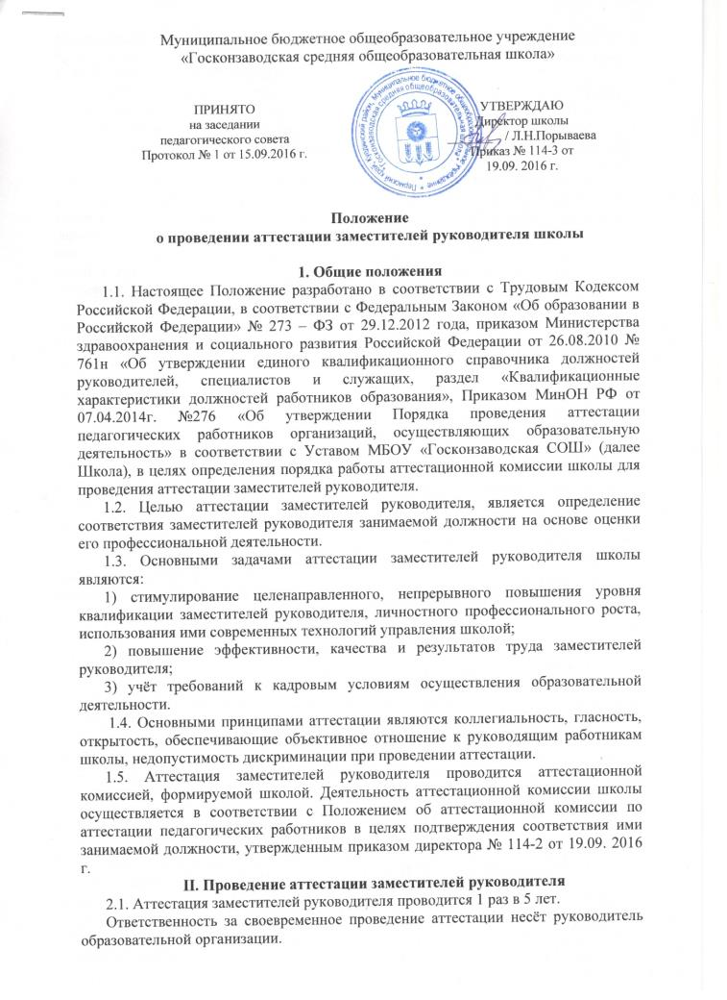 Муниципальное бюджетное общеобразовательное учреждение
«Госконзаводская средняя общеобразовательная школа»
ПРИНЯТО
на заседании
педагогического совета
Протокол № 1 от 15.09.2016 г.
УТВЕРЖДАЮ
Директор школы
/ Л.Н.Порываева
Приказ № 114-3 от
19.09. 2016 г.
Положение
о проведении аттестации заместителей руководителя школы
1. Общие положения
1.1. Настоящее Положение разработано в соответствии с Трудовым Кодексом
Российской Федерации, в соответствии с Федеральным Законом «Об образовании в
Российской Федерации» № 273 – ФЗ от 29.12.2012 года, приказом Министерства
здравоохранения и социального развития Российской Федерации от 26.08.2010 №
761н «Об утверждении единого квалификационного справочника должностей
руководителей, специалистов и служащих, раздел «Квалификационные
характеристики должностей работников образования», Приказом МинОН РФ от
07.04.2014г. №276 «Об утверждении Порядка проведения аттестации
педагогических работников организаций, осуществляющих образовательную
деятельность» в соответствии с Уставом МБОУ «Госконзаводская СОШ» (далее
Школа), в целях определения порядка работы аттестационной комиссии школы для
проведения аттестации заместителей руководителя.
1.2. Целью аттестации заместителей руководителя, является определение
соответствия заместителей руководителя занимаемой должности на основе оценки
его профессиональной деятельности.
1.3. Основными задачами аттестации заместителей руководителя школы
являются:
1) стимулирование целенаправленного, непрерывного повышения уровня
квалификации заместителей руководителя, личностного профессионального роста,
использования ими современных технологий управления школой;
2) повышение эффективности, качества и результатов труда заместителей
руководителя;
3) учёт требований к кадровым условиям осуществления образовательной
деятельности.
1.4. Основными принципами аттестации являются коллегиальность, гласность,
открытость, обеспечивающие объективное отношение к руководящим работникам
школы, недопустимость дискриминации при проведении аттестации.
1.5. Аттестация заместителей руководителя проводится аттестационной
комиссией, формируемой школой. Деятельность аттестационной комиссии школы
осуществляется в соответствии с Положением об аттестационной комиссии по
аттестации педагогических работников в целях подтверждения соответствия ими
занимаемой должности, утвержденным приказом директора № 114-2 от 19.09. 2016
г.
II. Проведение аттестации заместителей руководителя
2.1. Аттестация заместителей руководителя проводится 1 раз в 5 лет.
Ответственность за своевременное проведение аттестации несёт руководитель
образовательной организации.